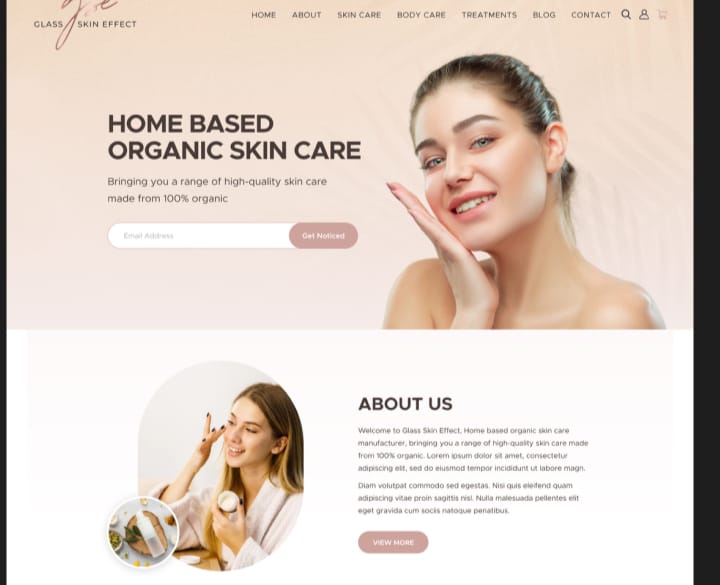 GLASS SKIN EFFECT
HOME ABOUT SKIN CARE BODY CARE TREATMENTS BLOG CONTACT
HOME BASED
ORGANIC SKIN CARE
Bringing you a range of high-quality skin care
made from 100% organic
Email Address Get Noticed
ABOUT US
Welcome to Glass Skin Effect. Home based organic skin care
manufacturer, bringing you a range of high-quality skin care made
from 100% organic. Lorem ipsum dolor sit amet, consectetur
adipiscing elit, sed do eiusmod tempor incididunt ut labore magn.
Diam volutpat commodo sed egestas. Nisi quis eleifend quam
adipiscing vitae proin sagittis nisl. Nulla malesuada pellentes elit
eget gravida cum sociis natoque penatibus.
VIEW MORE